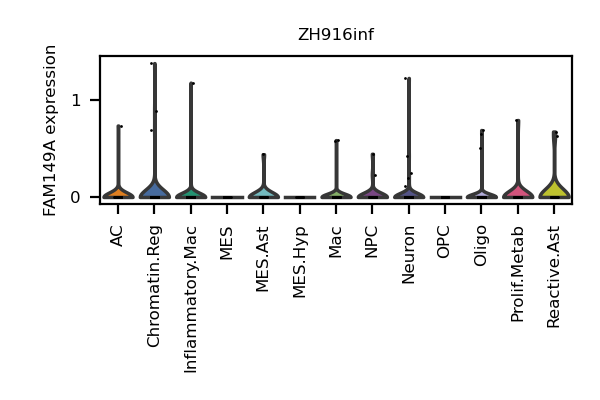 ZH916inf
FAM149A expression
1
0
AC
Chromatin.Reg
Inflammatory.Mac
MES
MES.Ast
MES.Hyp
Mac
NPC
Neuron
OPC
Oligo
Prolif.Metab
Reactive.Ast